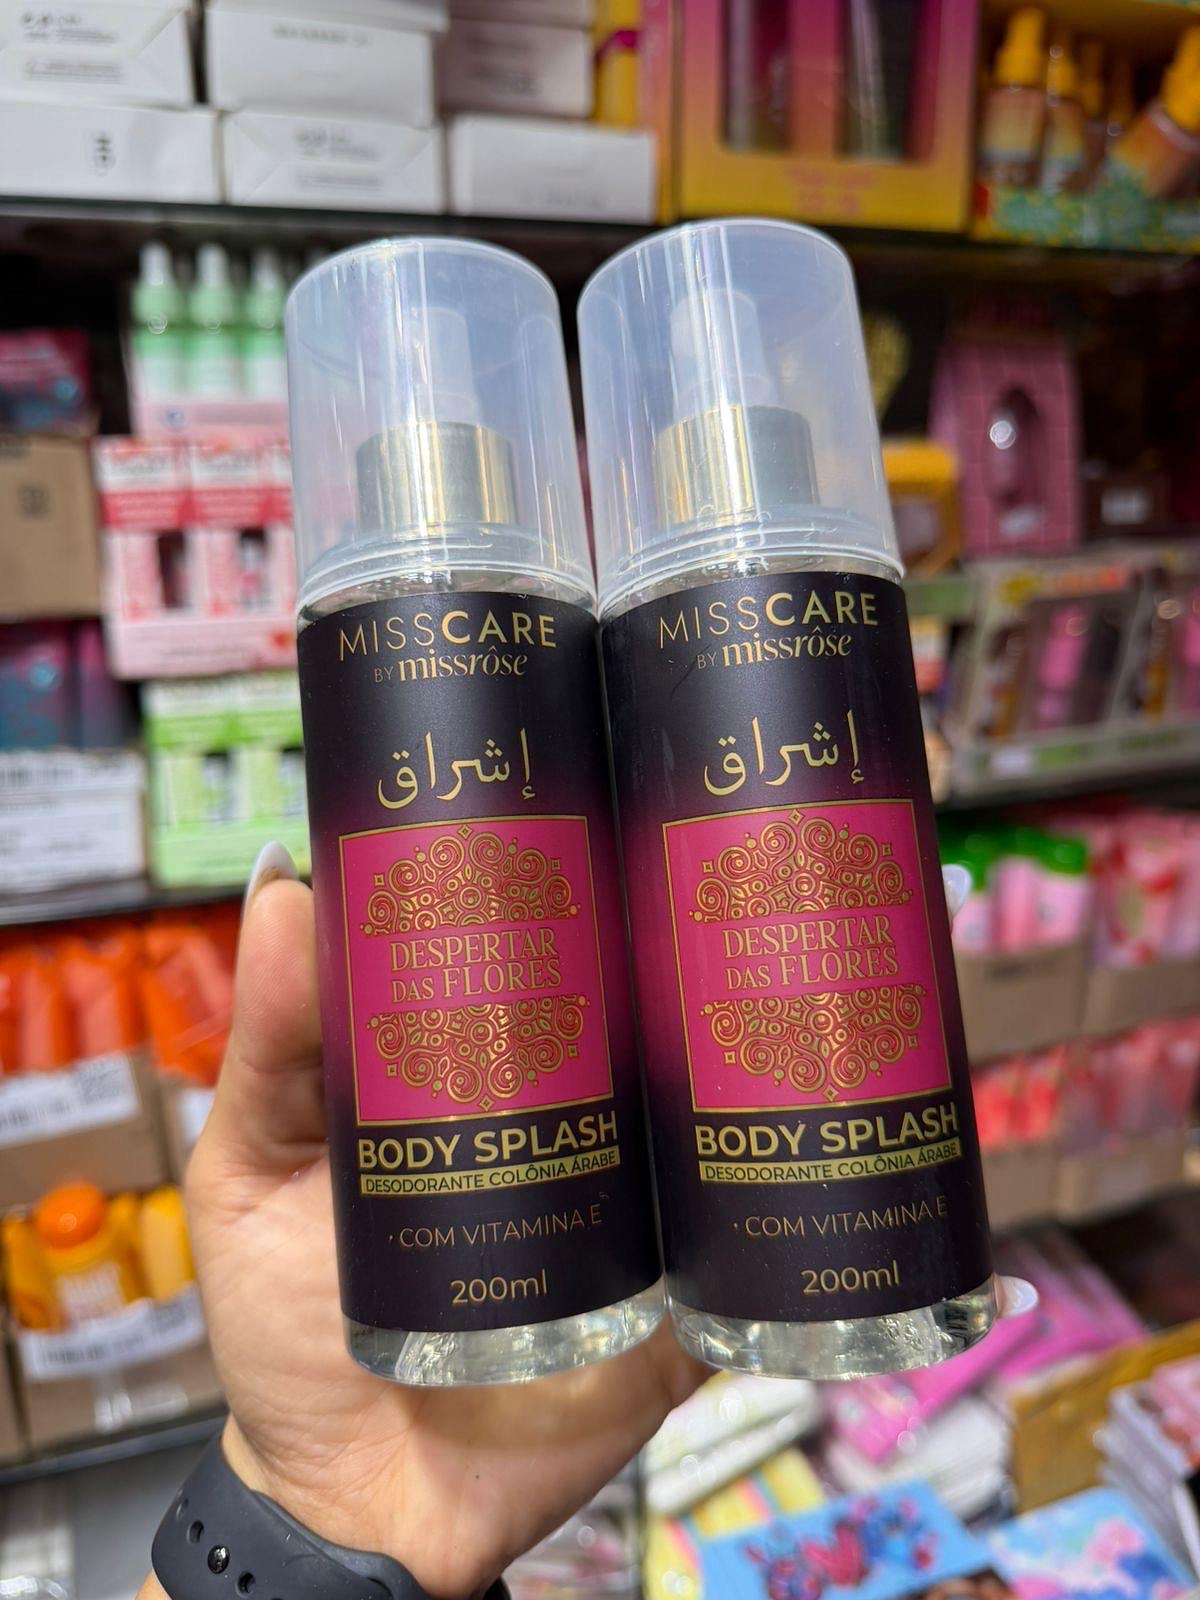 MISSCARE
BY missrôse
إشراق
DESPERTAR
DAS FLORES
BODY SPLASH
DESODORANTE COLÔNIA ÁRABE
COM VITAMINA E
200ml
MISSCARE
BY missrôse
إشراق
DESPERTAR
DAS FLORES
BODY SPLASH
DESODORANTE COLÔNIA ÁRABE
COM VITAMINA E
200ml